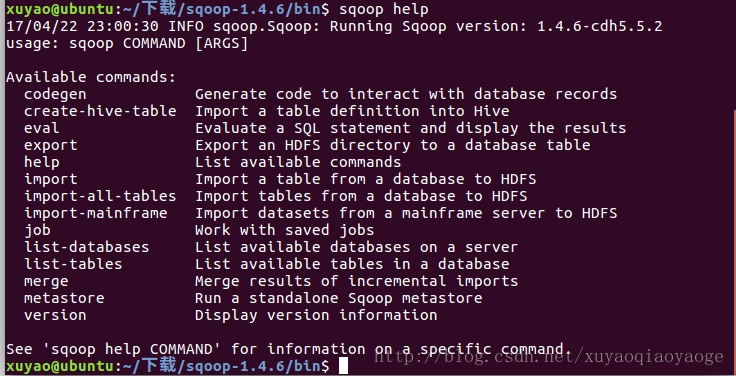 xuyao@ubuntu:~/下载/sqoop-1.4.6/bin$ sqoop help
17/04/22 23:00:30 INFO sqoop.Sqoop: Running Sqoop version: 1.4.6-cdh5.5.2
usage: sqoop COMMAND [ARGS]

Available commands:
  codegen            Generate code to interact with database records
  create-hive-table  Import a table definition into Hive
  eval               Evaluate a SQL statement and display the results
  export             Export an HDFS directory to a database table
  help               List available commands
  import             Import a table from a database to HDFS
  import-all-tables  Import tables from a database to HDFS
  import-mainframe   Import datasets from a mainframe server to HDFS
  job                Work with saved jobs
  list-databases     List available databases on a server
  list-tables        List available tables in a database
  merge              Merge results of incremental imports
  metastore          Run a standalone Sqoop metastore
  version            Display version information

See 'sqoop help COMMAND' for information on a specific command.
xuyao@ubuntu:~/下载/sqoop-1.4.6/bin$
http://blog.csdn.net/xuyaoqiaoyaoge